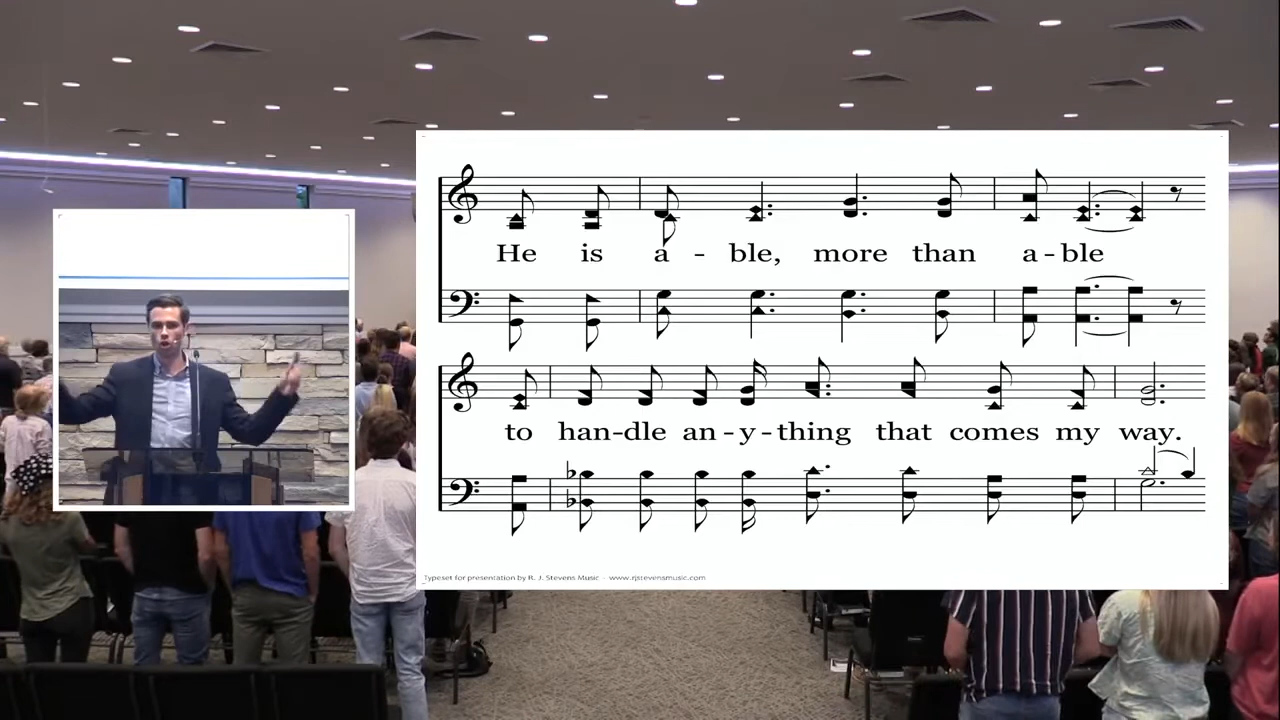 He is a - ble, more than a - ble
to han-dle an - y - thing that comes my way.
Typeset for presentation by R. J. Stevens Music - www.rjstevensmusic.com